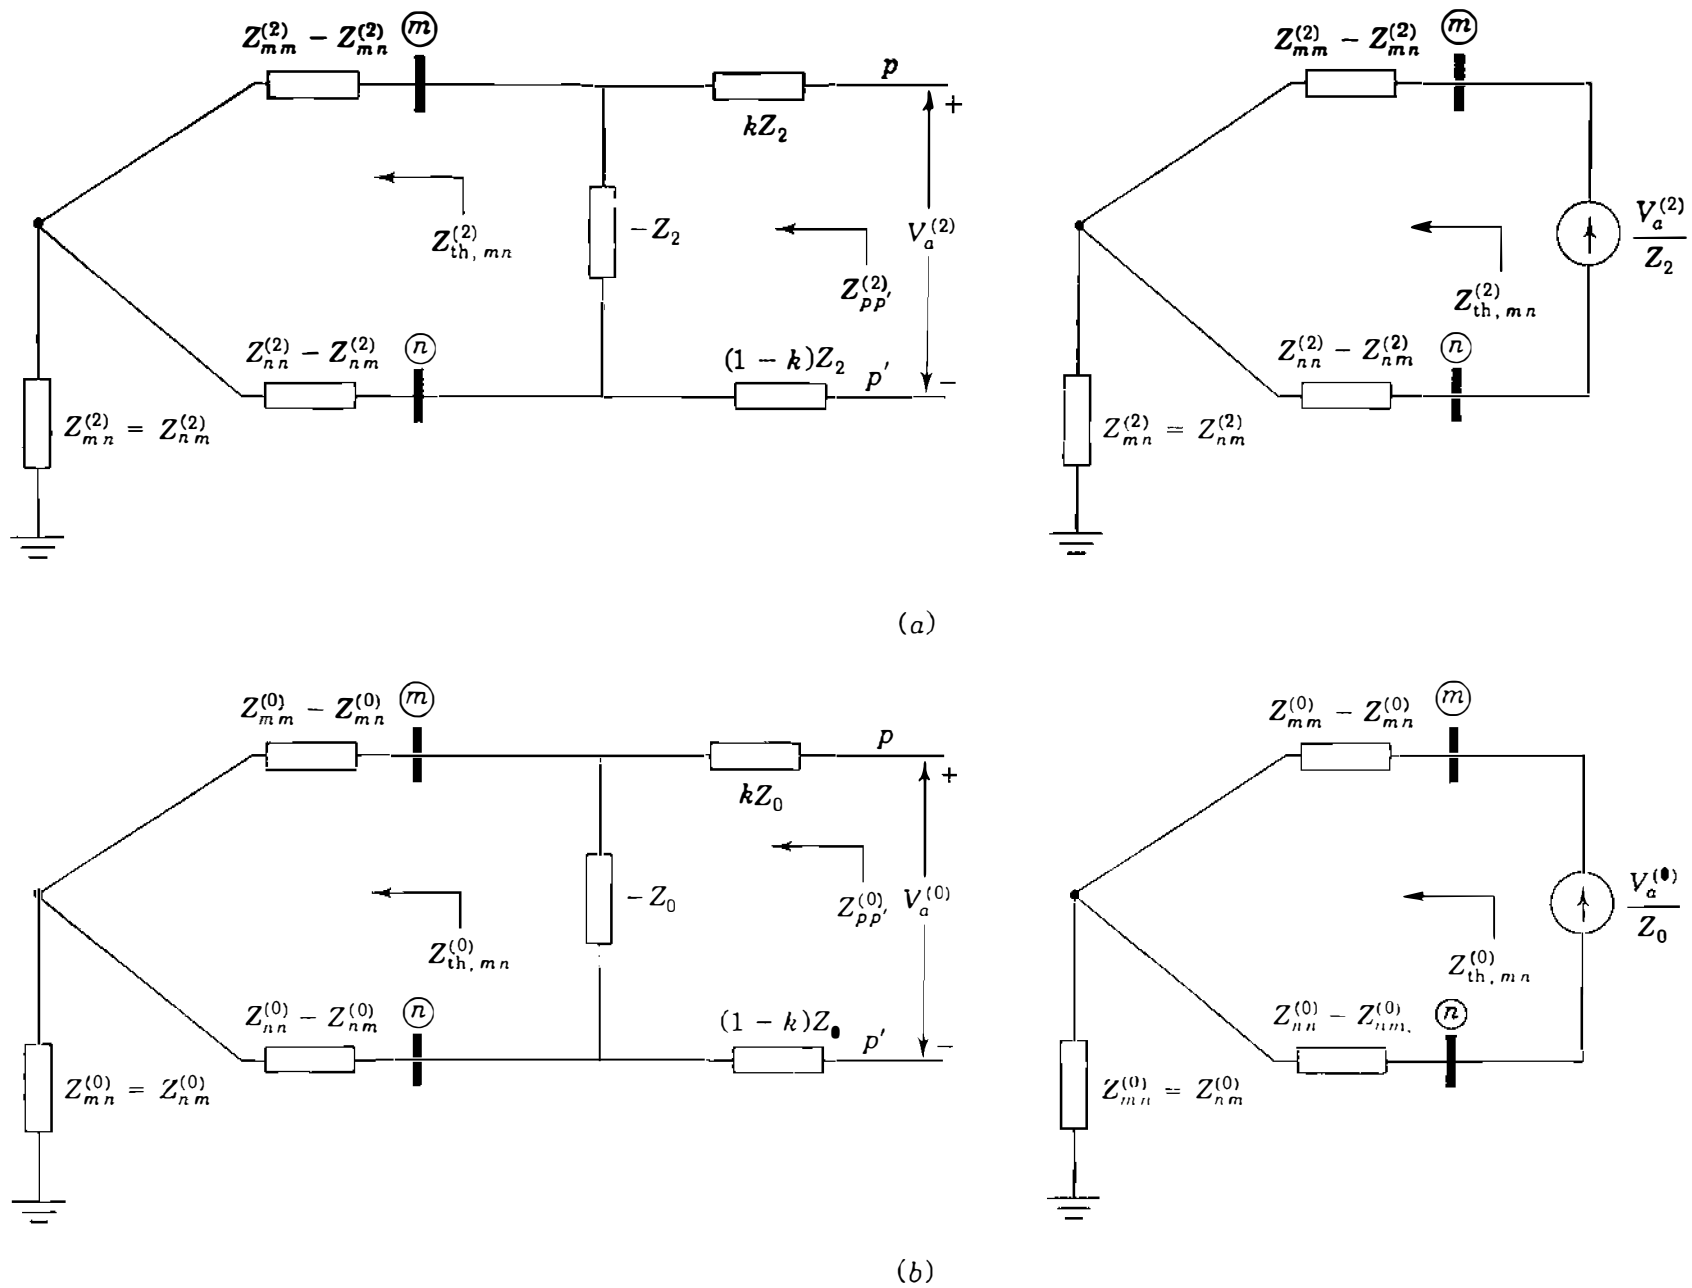 Z_{mm}^{(2)} − Z_{mn}^{(2)} m
p
+
kZ_2
−Z_2
Z_{th, mn}^{(2)}
V_a^{(2)}
Z_{pp'}^{(2)}
Z_{nn}^{(2)} − Z_{nm}^{(2)} n
(1 − k)Z_2
p'
−
Z_{mn}^{(2)} = Z_{nm}^{(2)}
Z_{mm}^{(2)} − Z_{mn}^{(2)} m
V_a^{(2)}
Z_2
Z_{th, mn}^{(2)}
Z_{nn}^{(2)} − Z_{nm}^{(2)} n
Z_{mn}^{(2)} = Z_{nm}^{(2)}
(a)
Z_{mm}^{(0)} − Z_{mn}^{(0)} m
p
+
kZ_0
−Z_0
Z_{pp'}^{(0)}
V_a^{(0)}
Z_{th, mn}^{(0)}
Z_{nn}^{(0)} − Z_{nm}^{(0)} n
(1 − k)Z_0
p'
−
Z_{mn}^{(0)} = Z_{nm}^{(0)}
Z_{mm}^{(0)} − Z_{mn}^{(0)} m
V_a^{(0)}
Z_0
Z_{th, mn}^{(0)}
Z_{nn}^{(0)} − Z_{nm}^{(0)} n
Z_{mn}^{(0)} = Z_{nm}^{(0)}
(b)